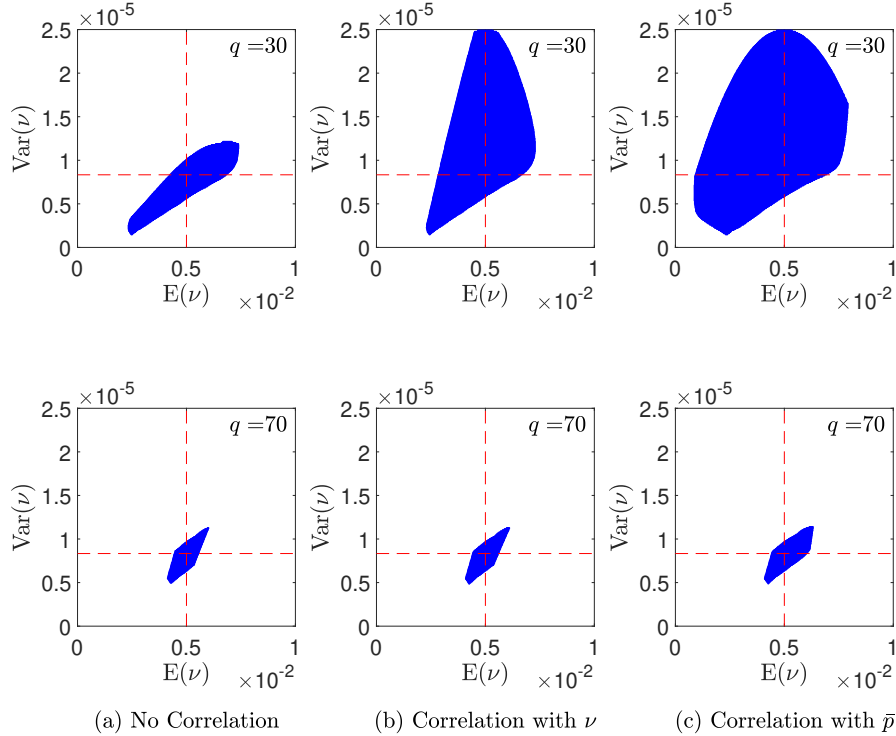 ×10⁻⁵ ×10⁻⁵ ×10⁻⁵
2.5 2.5 2.5
q =30 q =30 q =30
2 2 2
1.5 1.5 1.5
Var(ν) Var(ν) Var(ν)
1 1 1
0.5 0.5 0.5
0 0 0
0 0.5 1 0 0.5 1 0 0.5 1
E(ν) E(ν) E(ν)
×10⁻² ×10⁻² ×10⁻²
×10⁻⁵ ×10⁻⁵ ×10⁻⁵
2.5 2.5 2.5
q =70 q =70 q =70
2 2 2
1.5 1.5 1.5
Var(ν) Var(ν) Var(ν)
1 1 1
0.5 0.5 0.5
0 0 0
0 0.5 1 0 0.5 1 0 0.5 1
E(ν) E(ν) E(ν)
×10⁻² ×10⁻² ×10⁻²
(a) No Correlation (b) Correlation with ν (c) Correlation with p̄